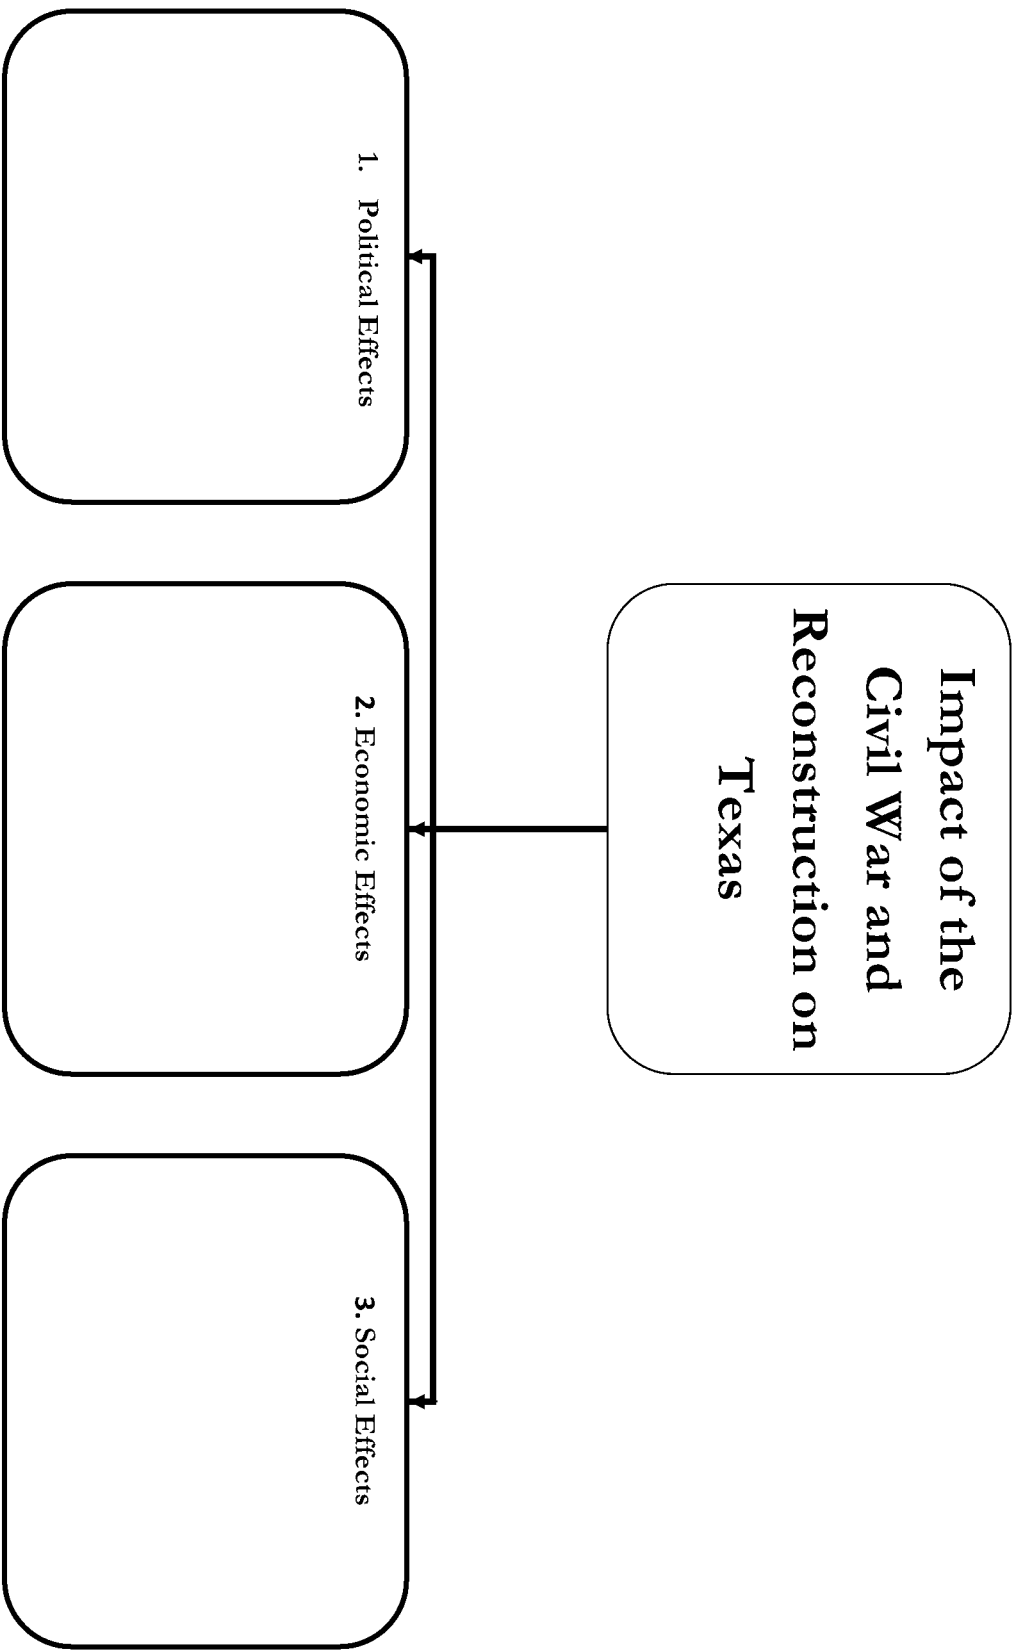 Impact of the
Civil War and
Reconstruction on
Texas
1. Political Effects
2. Economic Effects
3. Social Effects